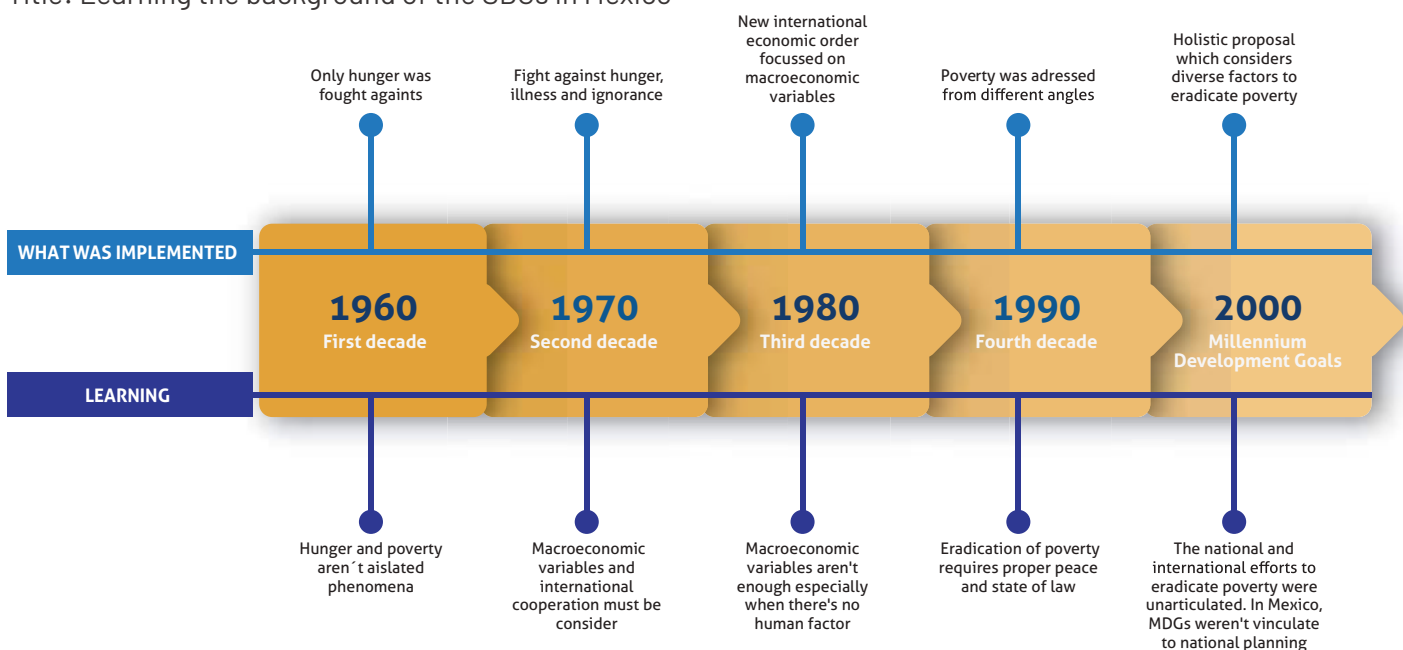 Title: Learning the background of the SDGs in Mexico
Only hunger was
fought againts
Fight against hunger,
illness and ignorance
New international
economic order
focussed on
macroeconomic
variables
Poverty was adressed
from different angles
Holistic proposal
which considers
diverse factors to
eradicate poverty
WHAT WAS IMPLEMENTED
1960
First decade
1970
Second decade
1980
Third decade
1990
Fourth decade
2000
Millennium
Development Goals
LEARNING
Hunger and poverty
aren´t aislated
phenomena
Macroeconomic
variables and
international
cooperation must be
consider
Macroeconomic
variables aren't
enough especially
when there's no
human factor
Eradication of poverty
requires proper peace
and state of law
The national and
international efforts to
eradicate poverty were
unarticulated. In Mexico,
MDGs weren't vinculate
to national planning